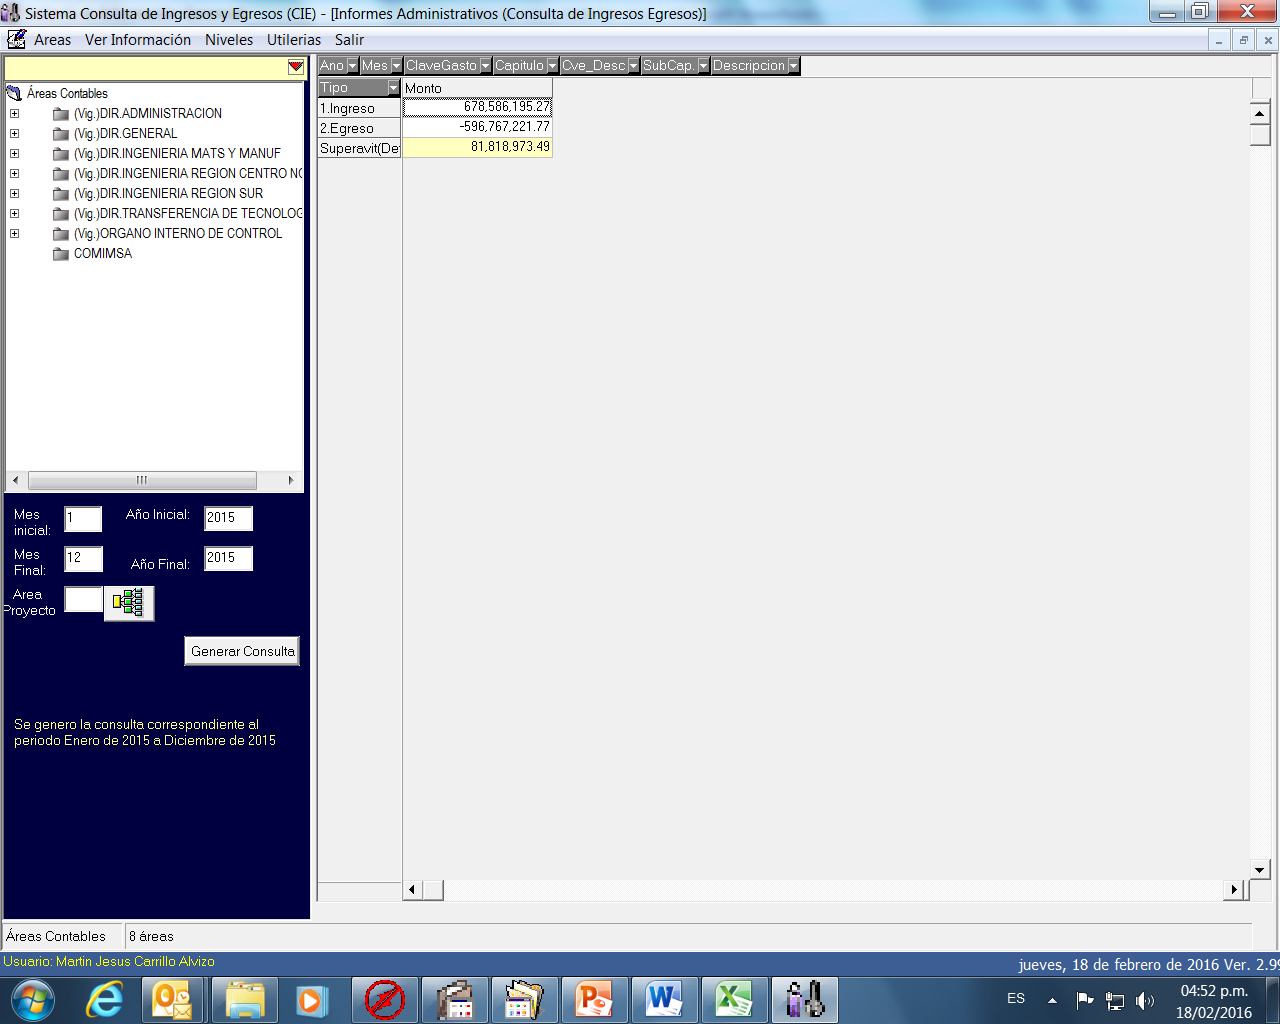 Sistema Consulta de Ingresos y Egresos (CIE) - [Informes Administrativos (Consulta de Ingresos Egresos)]
Areas Ver Información Niveles Utilerias Salir
Áreas Contables
(Vig.)DIR.ADMINISTRACION
(Vig.)DIR.GENERAL
(Vig.)DIR.INGENIERIA MATS Y MANUF
(Vig.)DIR.INGENIERIA REGION CENTRO NO
(Vig.)DIR.INGENIERIA REGION SUR
(Vig.)DIR.TRANSFERENCIA DE TECNOLOG
(Vig.)ORGANO INTERNO DE CONTROL
COMIMSA
Ano Mes ClaveGasto Capitulo Cve_Desc SubCap. Descripcion
Tipo Monto
1.Ingreso 678,586,195.27
2.Egreso -596,767,221.77
Superavit(De 81,818,973.49
Mes inicial: 1 Año Inicial: 2015
Mes Final: 12 Año Final: 2015
Area Proyecto
Generar Consulta
Se genero la consulta correspondiente al
periodo Enero de 2015 a Diciembre de 2015
Áreas Contables 8 áreas
Usuario: Martin Jesus Carrillo Alvizo
jueves, 18 de febrero de 2016 Ver. 2.99
ES
04:52 p.m.
18/02/2016